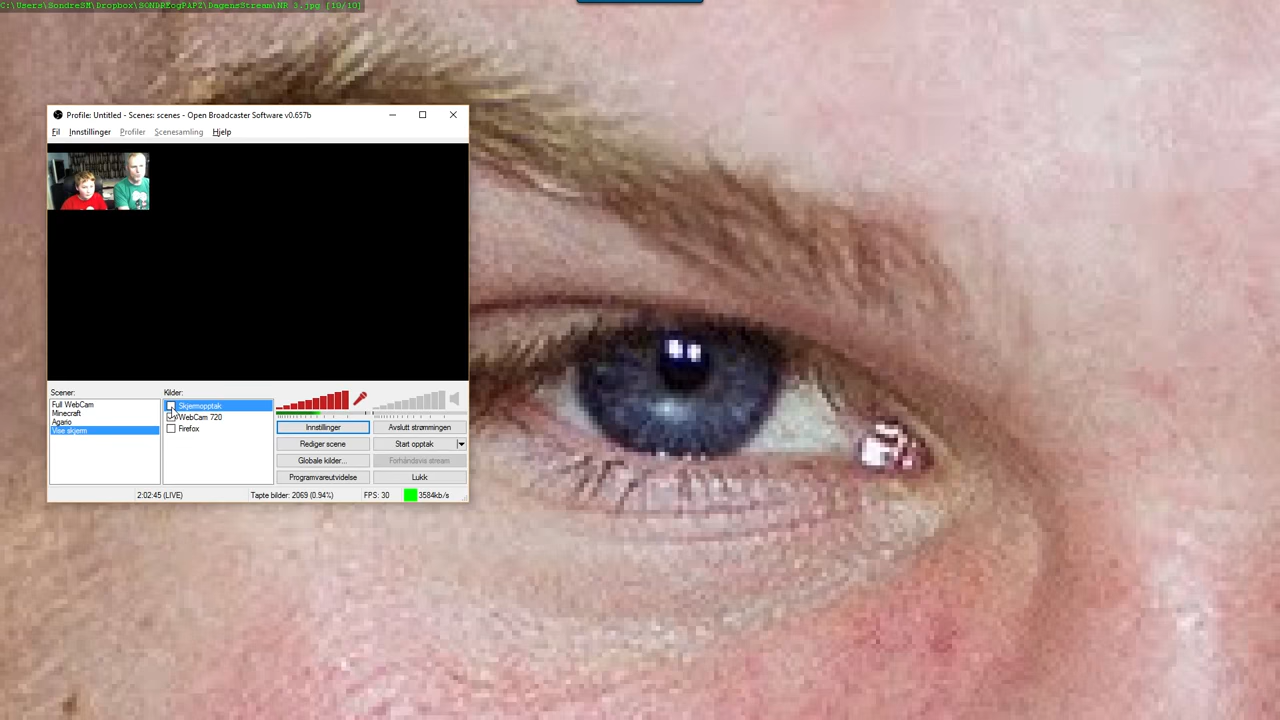 C:\Users\SondreSM\Dropbox\SONDREogPAPZ\DagensStream\NR 3.jpg [10/10]
Profile: Untitled - Scenes: scenes - Open Broadcaster Software v0.657b
Fil Innstillinger Profiler Scenesamling Hjelp
Scener:
Full WebCam
Minecraft
Agario
Vise skjerm
Kilder:
Skjermopptak
WebCam 720
Firefox
Innstillinger
Avslutt strømmingen
Rediger scene
Start opptak
Globale kilder...
Forhåndsvis stream
Programvareutvidelse
Lukk
2:02:45 (LIVE) Tapte bilder: 2069 (0.94%) FPS: 30 3584kb/s